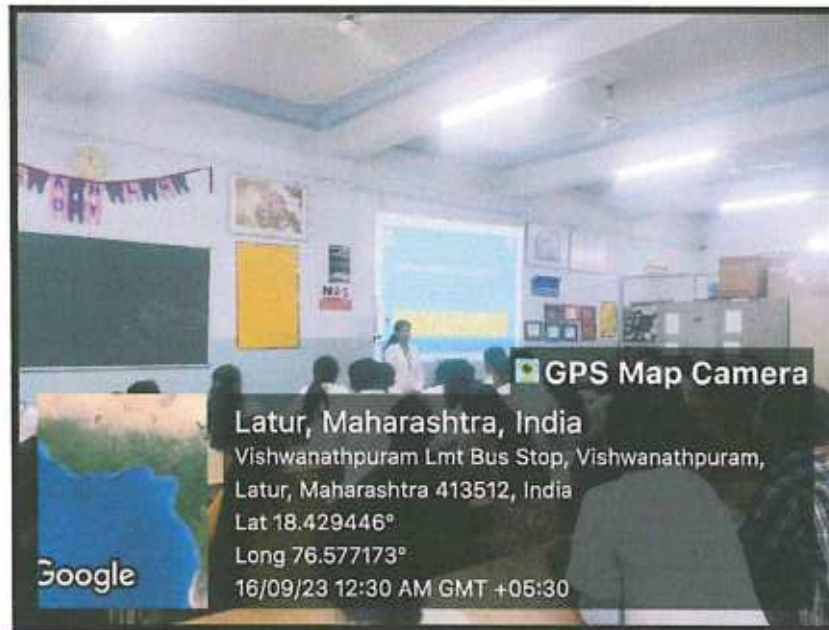 GPS Map Camera
Latur, Maharashtra, India
Vishwanathpuram Lmt Bus Stop, Vishwanathpuram,
Latur, Maharashtra 413512, India
Lat 18.429446°
Long 76.577173°
16/09/23 12:30 AM GMT +05:30
Google